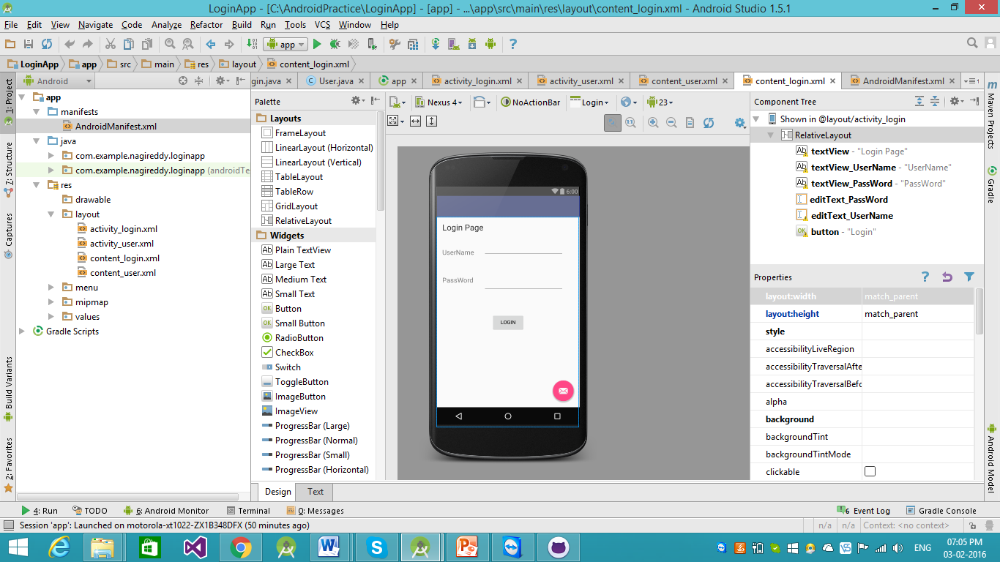 LoginApp - [C:\AndroidPractice\LoginApp] - [app] - ...\app\src\main\res\layout\content_login.xml - Android Studio 1.5.1
File Edit View Navigate Code Analyze Refactor Build Run Tools VCS Window Help
app
LoginApp app src main res layout content_login.xml
Android
gin.java User.java app activity_login.xml activity_user.xml content_user.xml content_login.xml AndroidManifest.xml
1: Project
7: Structure
Captures
Build Variants
2: Favorites
app
manifests
AndroidManifest.xml
java
com.example.nagireddy.loginapp
com.example.nagireddy.loginapp (androidTe
res
drawable
layout
activity_login.xml
activity_user.xml
content_login.xml
content_user.xml
menu
mipmap
values
Gradle Scripts
Palette
Layouts
FrameLayout
LinearLayout (Horizontal)
LinearLayout (Vertical)
TableLayout
TableRow
GridLayout
RelativeLayout
Widgets
Ab Plain TextView
Ab Large Text
Ab Medium Text
Ab Small Text
OK Button
OK Small Button
RadioButton
CheckBox
Switch
ToggleButton
ImageButton
ImageView
ProgressBar (Large)
ProgressBar (Normal)
ProgressBar (Small)
ProgressBar (Horizontal)
Nexus 4 NoActionBar Login 23
6:00
Login Page
UserName
PassWord
LOGIN
Design Text
Component Tree
Shown in @layout/activity_login
RelativeLayout
Ab textView - "Login Page"
Ab textView_UserName - "UserName"
Ab textView_PassWord - "PassWord"
editText_PassWord
editText_UserName
OK button - "Login"
Properties
layout:width match_parent
layout:height match_parent
style
accessibilityLiveRegion
accessibilityTraversalAfte
accessibilityTraversalBefo
alpha
background
backgroundTint
backgroundTintMode
clickable
Maven Projects
Gradle
Android Model
4: Run TODO 6: Android Monitor Terminal 0: Messages 6 Event Log Gradle Console
Session 'app': Launched on motorola-xt1022-ZX1B348DFX (50 minutes ago) n/a n/a Context: <no context>
ENG
07:05 PM
03-02-2016